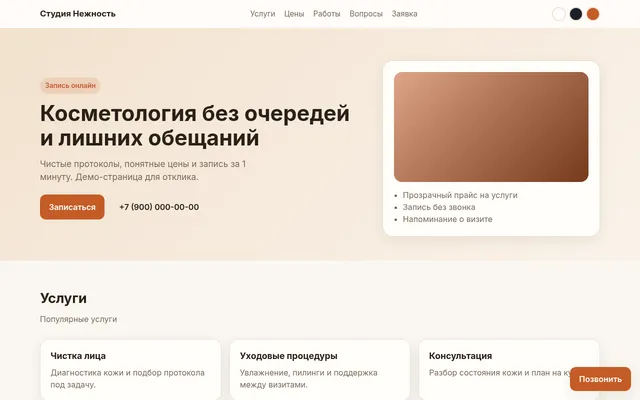 Студия Нежность
Услуги Цены Работы Вопросы Заявка
Запись онлайн
Косметология без очередей
и лишних обещаний
Чистые протоколы, понятные цены и запись за 1
минуту. Демо-страница для отклика.
Записаться +7 (900) 000-00-00
Прозрачный прайс на услуги
Запись без звонка
Напоминание о визите
Услуги
Популярные услуги
Чистка лица
Диагностика кожи и подбор протокола
под задачу.
Уходовые процедуры
Увлажнение, пилинги и поддержка
между визитами.
Консультация
Разбор состояния кожи и план на
Позвонить